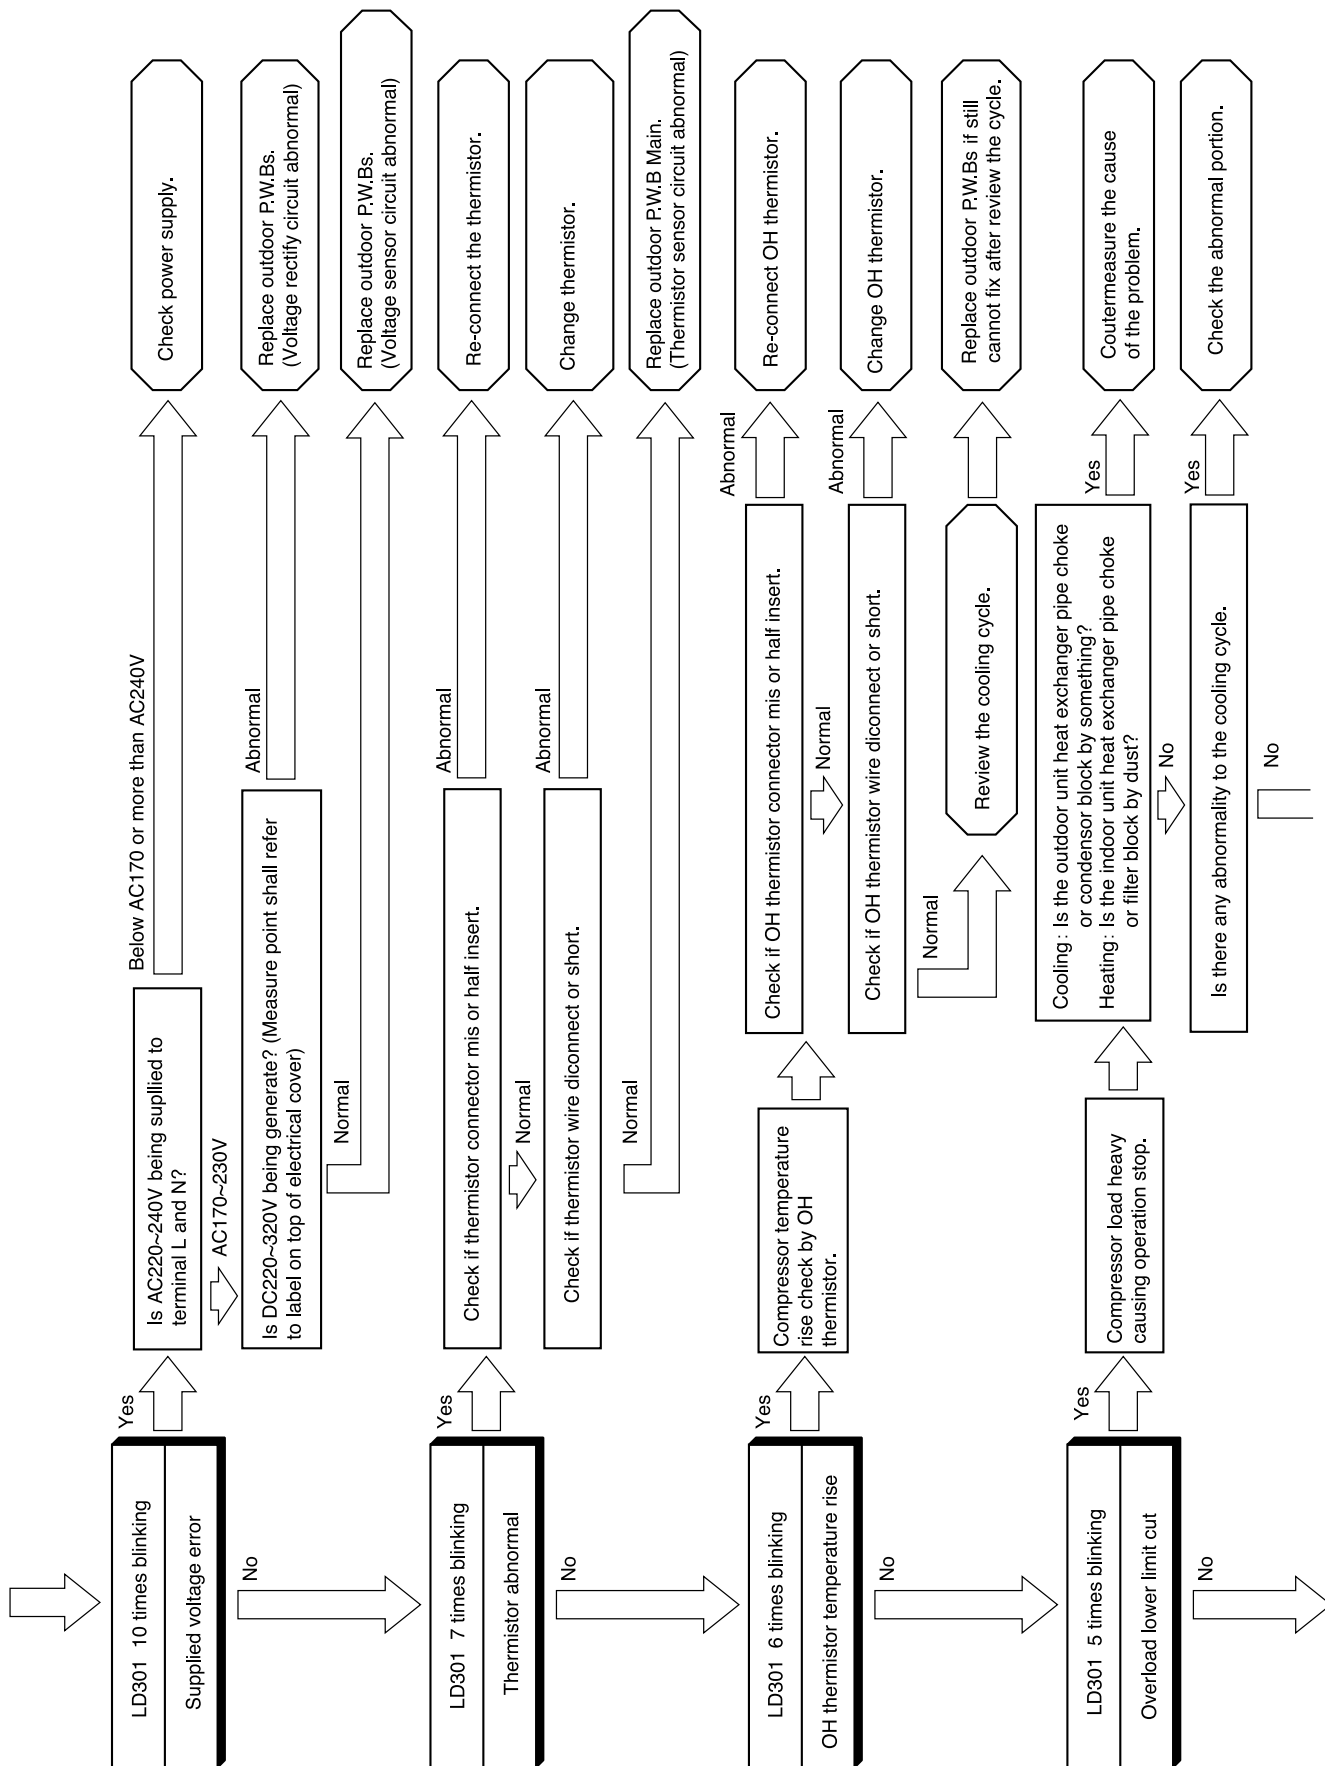 LD301  10 times blinking
Supplied voltage error
Yes
Is AC220~240V being supllied to
terminal L and N?
Below AC170 or more than AC240V
Check power supply.
AC170~230V
Is DC220~320V being generate? (Measure point shall refer
to label on top of electrical cover)
Abnormal
Replace outdoor P.W.Bs.
(Voltage rectify circuit abnormal)
Normal
Replace outdoor P.W.Bs.
(Voltage sensor circuit abnormal)
No
LD301  7 times blinking
Thermistor abnormal
Yes
Check if thermistor connector mis or half insert.
Abnormal
Re-connect the thermistor.
Normal
Check if thermistor wire diconnect or short.
Abnormal
Change thermistor.
Normal
Replace outdoor P.W.B Main.
(Thermistor sensor circuit abnormal)
No
LD301  6 times blinking
OH thermistor temperature rise
Yes
Compressor temperature
rise check by OH
thermistor.
Check if OH thermistor connector mis or half insert.
Abnormal
Re-connect OH thermistor.
Normal
Check if OH thermistor wire diconnect or short.
Abnormal
Change OH thermistor.
Normal
Review the cooling cycle.
Replace outdoor P.W.Bs if still
cannot fix after review the cycle.
No
LD301  5 times blinking
Overload lower limit cut
Yes
Compressor load heavy
causing operation stop.
Cooling: Is the outdoor unit heat exchanger pipe choke
or condensor block by something?
Heating: Is the indoor unit heat exchanger pipe choke
or filter block by dust?
Yes
Coutermeasure the cause
of the problem.
No
Is there any abnormality to the cooling cycle.
Yes
Check the abnormal portion.
No
No